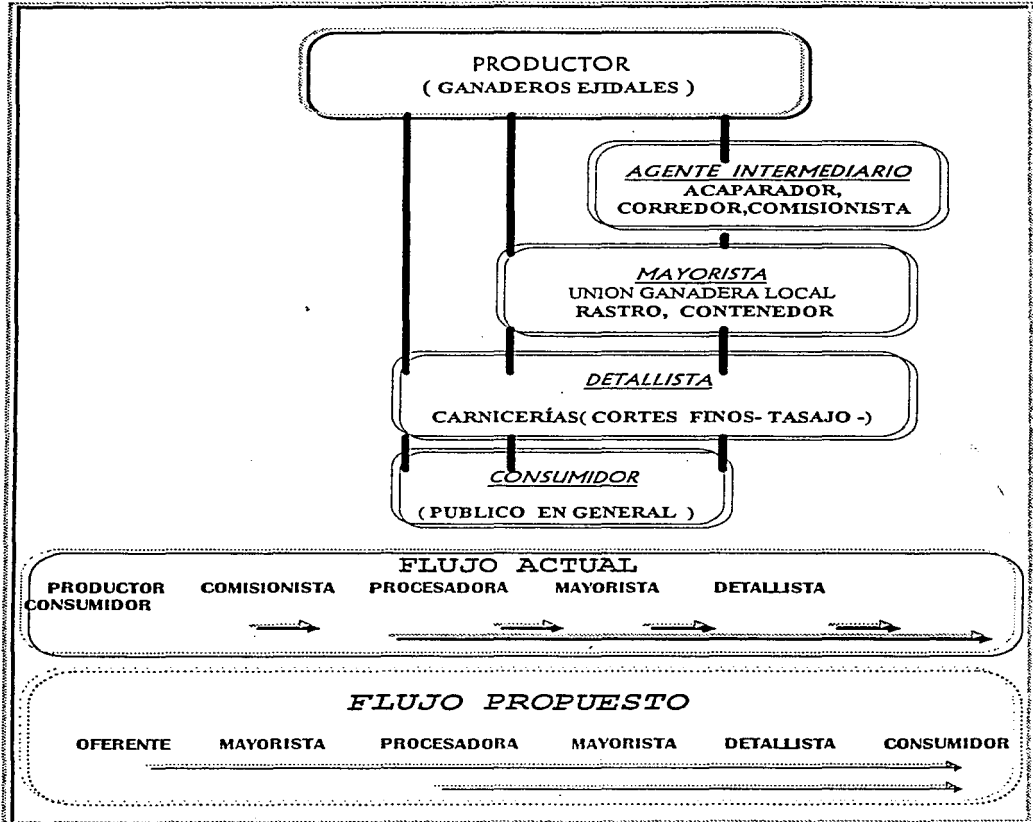 PRODUCTOR
( GANADEROS EJIDALES )
AGENTE INTERMEDIARIO
ACAPARADOR,
CORREDOR,COMISIONISTA
MAYORISTA
UNION GANADERA LOCAL
RASTRO, CONTENEDOR
DETALLISTA
CARNICERÍAS( CORTES FINOS- TASAJO -)
CONSUMIDOR
( PUBLICO EN GENERAL )
FLUJO ACTUAL
PRODUCTOR COMISIONISTA PROCESADORA MAYORISTA DETALLISTA
CONSUMIDOR
FLUJO PROPUESTO
OFERENTE MAYORISTA PROCESADORA MAYORISTA DETALLISTA CONSUMIDOR